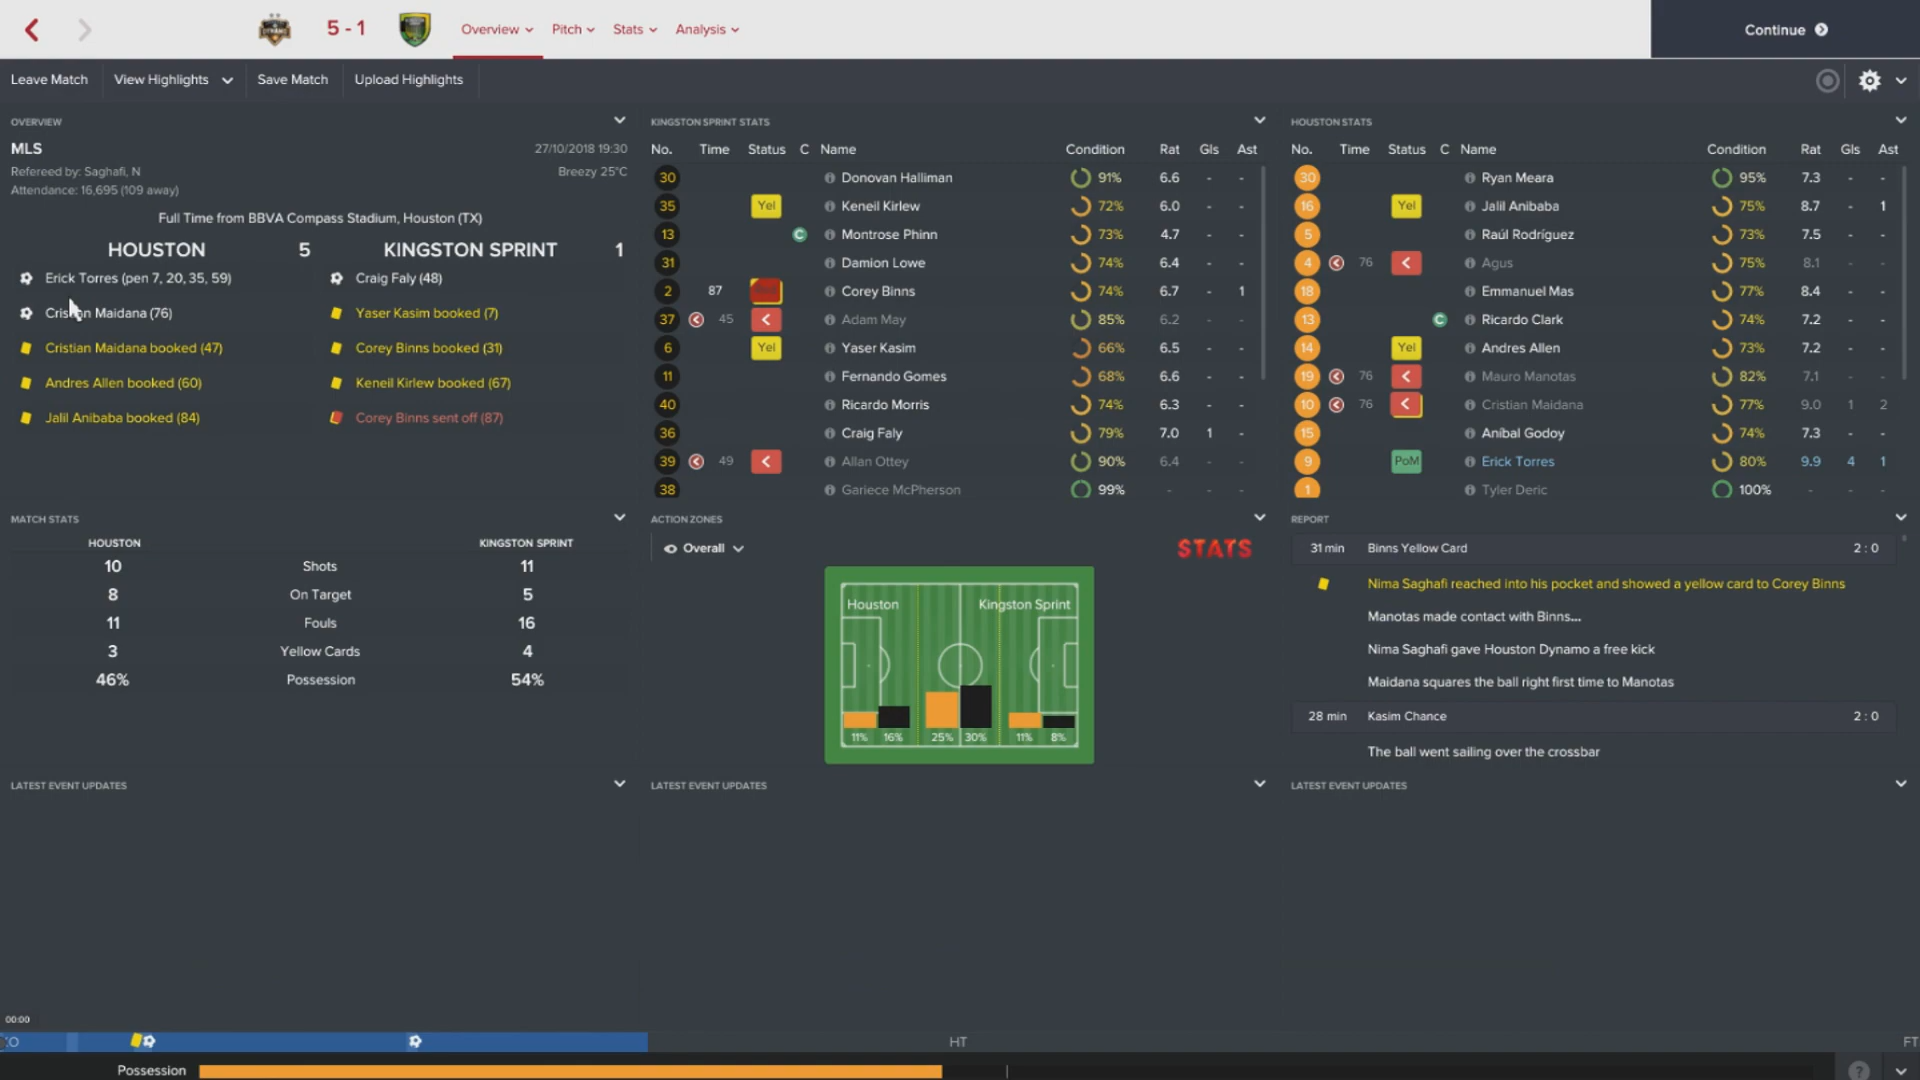 5 - 1
Overview
Pitch
Stats
Analysis
Continue
Leave Match
View Highlights
Save Match
Upload Highlights
OVERVIEW
MLS
27/10/2018 19:30
Refereed by: Saghafi, N
Breezy 25°C
Attendance: 16,695 (109 away)
Full Time from BBVA Compass Stadium, Houston (TX)
HOUSTON 5 KINGSTON SPRINT 1
Erick Torres (pen 7, 20, 35, 59)
Craig Faly (48)
Cristian Maidana (76)
Yaser Kasim booked (7)
Cristian Maidana booked (47)
Corey Binns booked (31)
Andres Allen booked (60)
Keneil Kirlew booked (67)
Jalil Anibaba booked (84)
Corey Binns sent off (87)
KINGSTON SPRINT STATS
No. Time Status C Name Condition Rat Gls Ast
30 Donovan Halliman 91% 6.6 - -
35 Yel Keneil Kirlew 72% 6.0 - -
13 C Montrose Phinn 73% 4.7 - -
31 Damion Lowe 74% 6.4 - -
2 87 Corey Binns 74% 6.7 - 1
37 45 Adam May 85% 6.2 - -
6 Yel Yaser Kasim 66% 6.5 - -
11 Fernando Gomes 68% 6.6 - -
40 Ricardo Morris 74% 6.3 - -
36 Craig Faly 79% 7.0 1 -
39 49 Allan Ottey 90% 6.4 - -
38 Gariece McPherson 99% - - -
HOUSTON STATS
No. Time Status C Name Condition Rat Gls Ast
30 Ryan Meara 95% 7.3 - -
16 Yel Jalil Anibaba 75% 8.7 - 1
5 Raúl Rodríguez 73% 7.5 - -
4 76 Agus 75% 8.1 - -
18 Emmanuel Mas 77% 8.4 - -
13 C Ricardo Clark 74% 7.2 - -
14 Yel Andres Allen 73% 7.2 - -
19 76 Mauro Manotas 82% 7.1 - -
10 76 Cristian Maidana 77% 9.0 1 2
15 Aníbal Godoy 74% 7.3 - -
9 PoM Erick Torres 80% 9.9 4 1
1 Tyler Deric 100% - - -
MATCH STATS
HOUSTON KINGSTON SPRINT
10 Shots 11
8 On Target 5
11 Fouls 16
3 Yellow Cards 4
46% Possession 54%
ACTION ZONES
Overall
STATS
Houston Kingston Sprint
11% 16% 25% 30% 11% 8%
REPORT
31 min Binns Yellow Card 2 : 0
Nima Saghafi reached into his pocket and showed a yellow card to Corey Binns
Manotas made contact with Binns...
Nima Saghafi gave Houston Dynamo a free kick
Maidana squares the ball right first time to Manotas
28 min Kasim Chance 2 : 0
The ball went sailing over the crossbar
LATEST EVENT UPDATES
LATEST EVENT UPDATES
LATEST EVENT UPDATES
00:00
HT
FT
Possession
?